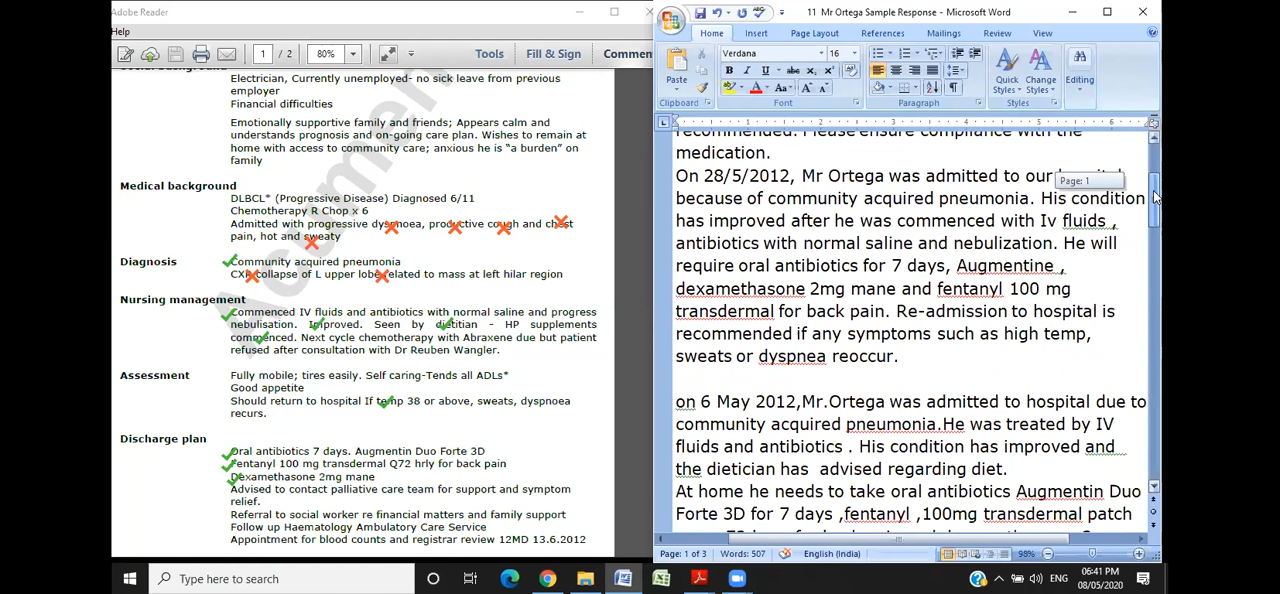 Adobe Reader
Help
1 / 2
80%
Tools
Fill & Sign
Commen
Electrician, Currently unemployed- no sick leave from previous
employer
Financial difficulties
Emotionally supportive family and friends; Appears calm and
understands prognosis and on-going care plan. Wishes to remain at
home with access to community care; anxious he is "a burden" on
family
Medical background
DLBCL* (Progressive Disease) Diagnosed 6/11
Chemotherapy R Chop x 6
Admitted with progressive dyspnoea, productive cough and chest
pain, hot and sweaty
Diagnosis
Community acquired pneumonia
CXR collapse of L upper lobe related to mass at left hilar region
Nursing management
Commenced IV fluids and antibiotics with normal saline and progress
nebulisation. Improved. Seen by dietitian - HP supplements
commenced. Next cycle chemotherapy with Abraxene due but patient
refused after consultation with Dr Reuben Wangler.
Assessment
Fully mobile; tires easily. Self caring-Tends all ADLs*
Good appetite
Should return to hospital If temp 38 or above, sweats, dyspnoea
recurs.
Discharge plan
Oral antibiotics 7 days. Augmentin Duo Forte 3D
Fentanyl 100 mg transdermal Q72 hrly for back pain
Dexamethasone 2mg mane
Advised to contact palliative care team for support and symptom
relief.
Referral to social worker re financial matters and family support
Follow up Haematology Ambulatory Care Service
Appointment for blood counts and registrar review 12MD 13.6.2012
Acumen
11 Mr Ortega Sample Response - Microsoft Word
Home Insert Page Layout References Mailings Review View
Verdana
16
Paste
Quick Styles
Change Styles
Editing
Clipboard
Font
Paragraph
Styles
1 2 3 4 5 6
recommended. Please ensure compliance with the
medication.
On 28/5/2012, Mr Ortega was admitted to our
Page: 1
because of community acquired pneumonia. His condition
has improved after he was commenced with Iv fluids ,
antibiotics with normal saline and nebulization. He will
require oral antibiotics for 7 days, Augmentine ,
dexamethasone 2mg mane and fentanyl 100 mg
transdermal for back pain. Re-admission to hospital is
recommended if any symptoms such as high temp,
sweats or dyspnea reoccur.
on 6 May 2012,Mr.Ortega was admitted to hospital due to
community acquired pneumonia.He was treated by IV
fluids and antibiotics . His condition has improved and
the dietician has advised regarding diet.
At home he needs to take oral antibiotics Augmentin Duo
Forte 3D for 7 days ,fentanyl ,100mg transdermal patch
Page: 1 of 3
Words: 507
English (India)
98%
Type here to search
ENG
06:41 PM
08/05/2020